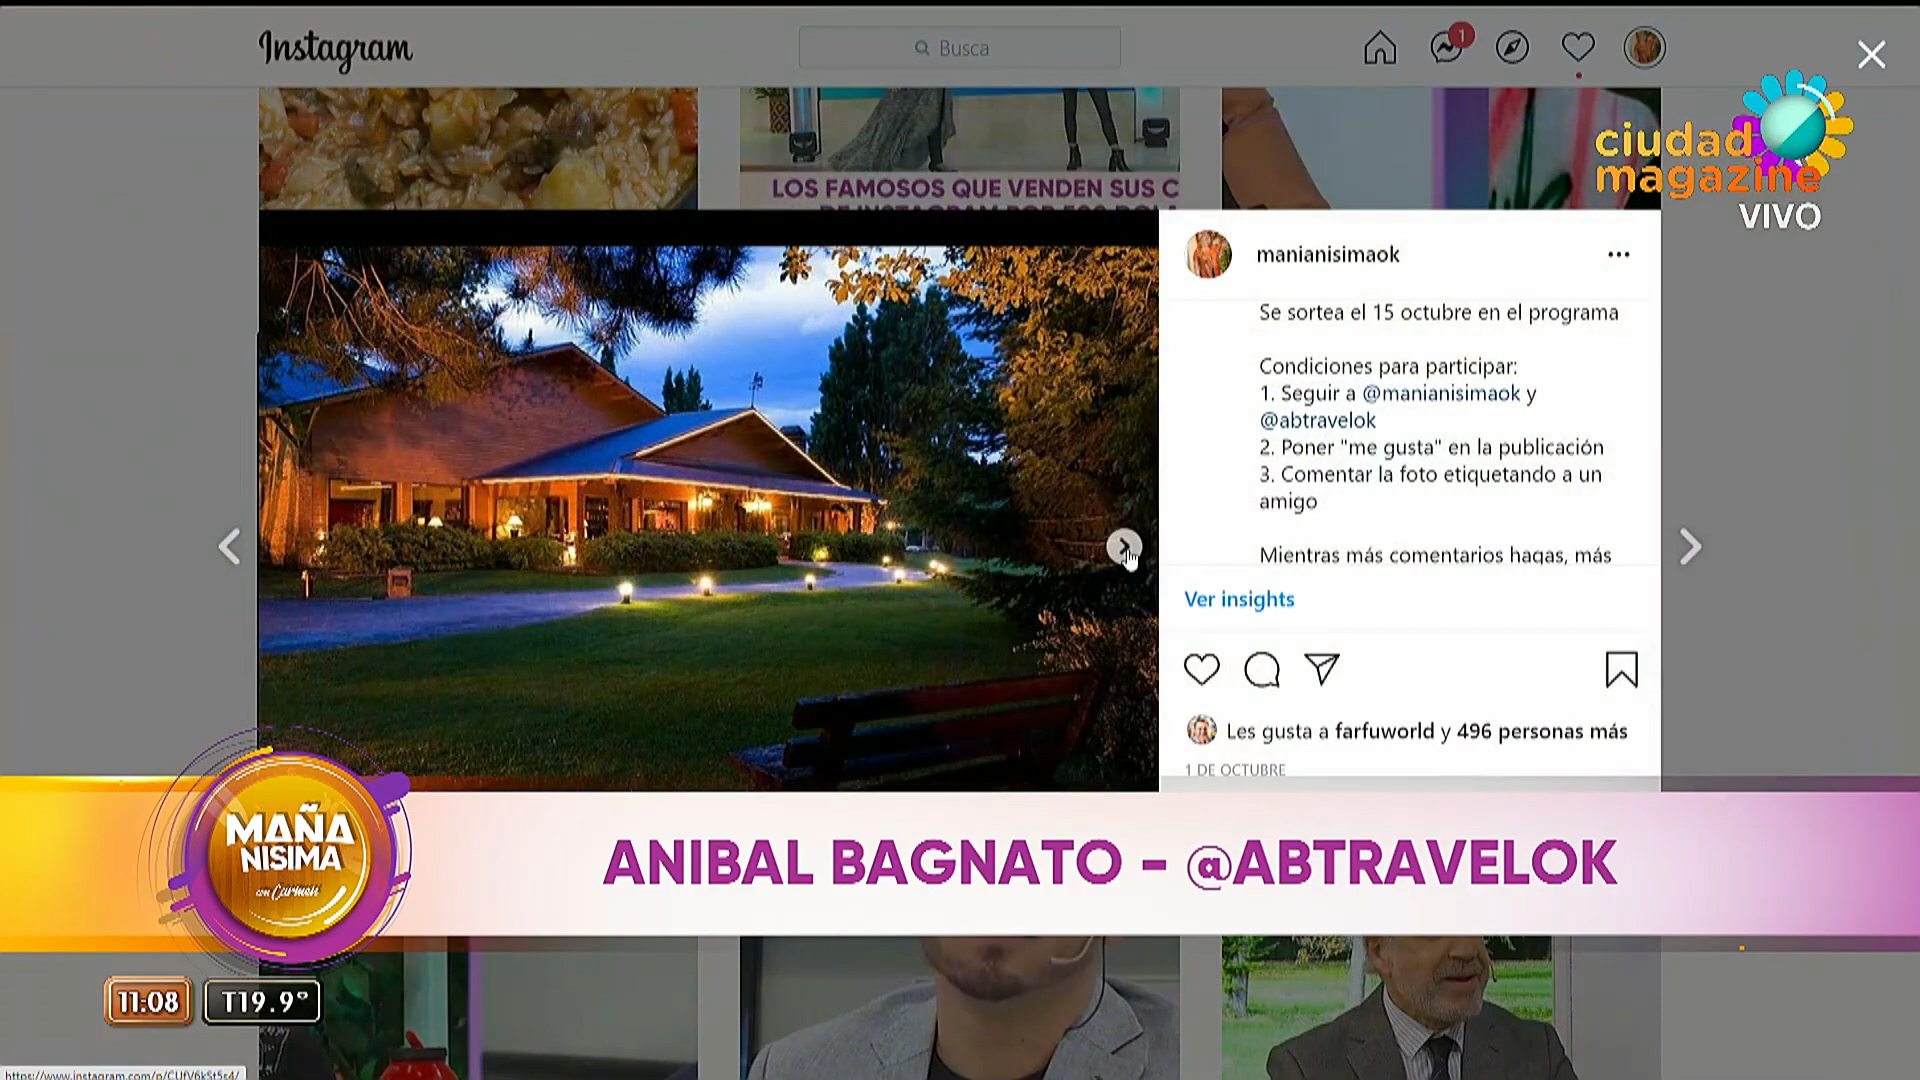 Instagram
Busca
1
ciudad
magazine
VIVO
LOS FAMOSOS QUE VENDEN SUS C
manianisimaok
Se sortea el 15 octubre en el programa
Condiciones para participar:
1. Seguir a @manianisimaok y
@abtravelok
2. Poner "me gusta" en la publicación
3. Comentar la foto etiquetando a un
amigo
Mientras más comentarios hagas, más
Ver insights
Les gusta a farfuworld y 496 personas más
1 DE OCTUBRE
MAÑA
NISIMA
con Carmen
ANIBAL BAGNATO - @ABTRAVELOK
11:08
T19.9°